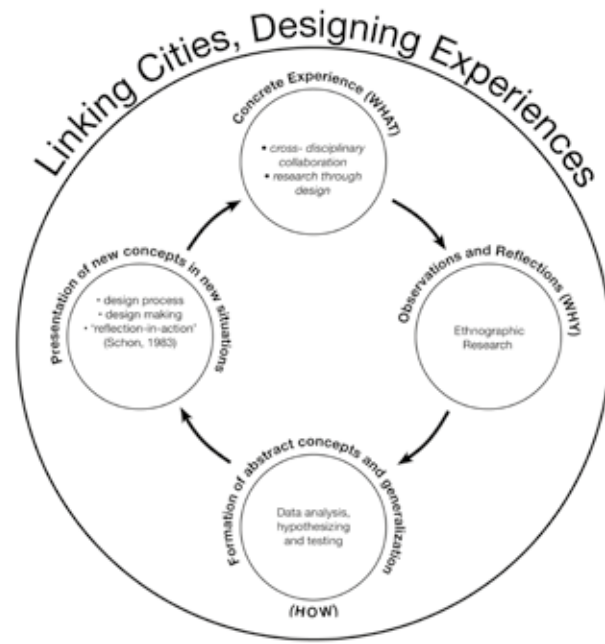 Linking Cities, Designing Experiences
Concrete Experience (WHAT)
• cross- disciplinary
collaboration
• research through
design
Observations and Reflections (WHY)
Ethnographic
Research
Formation of abstract concepts and generalization
(HOW)
Data analysis,
hypothesizing
and testing
Presentation of new concepts in new situations
• design process
• design making
• ‘reflection-in-action’
(Schon, 1983)